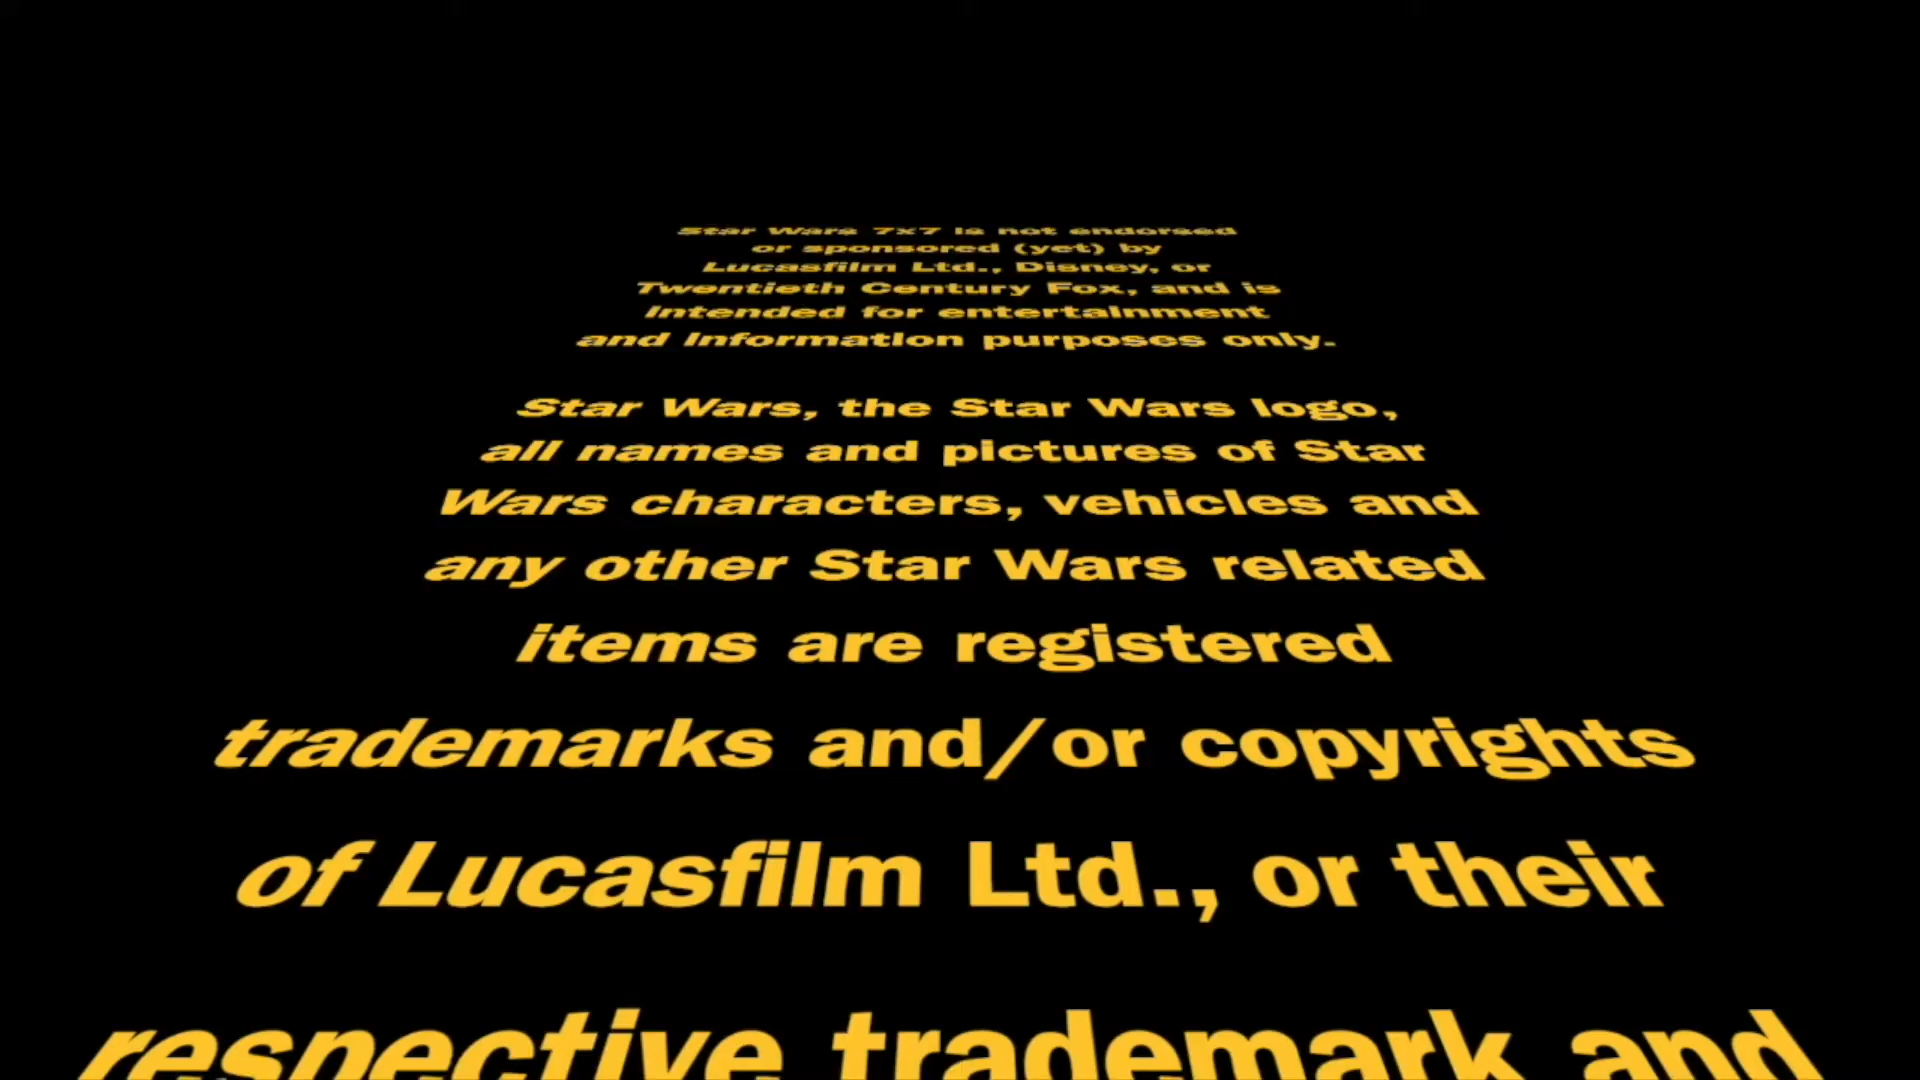 Star Wars 7x7 is not endorsed
or sponsored (yet) by
Lucasfilm Ltd., Disney, or
Twentieth Century Fox, and is
intended for entertainment
and information purposes only.
Star Wars, the Star Wars logo,
all names and pictures of Star
Wars characters, vehicles and
any other Star Wars related
items are registered
trademarks and/or copyrights
of Lucasfilm Ltd., or their
respective trademark and